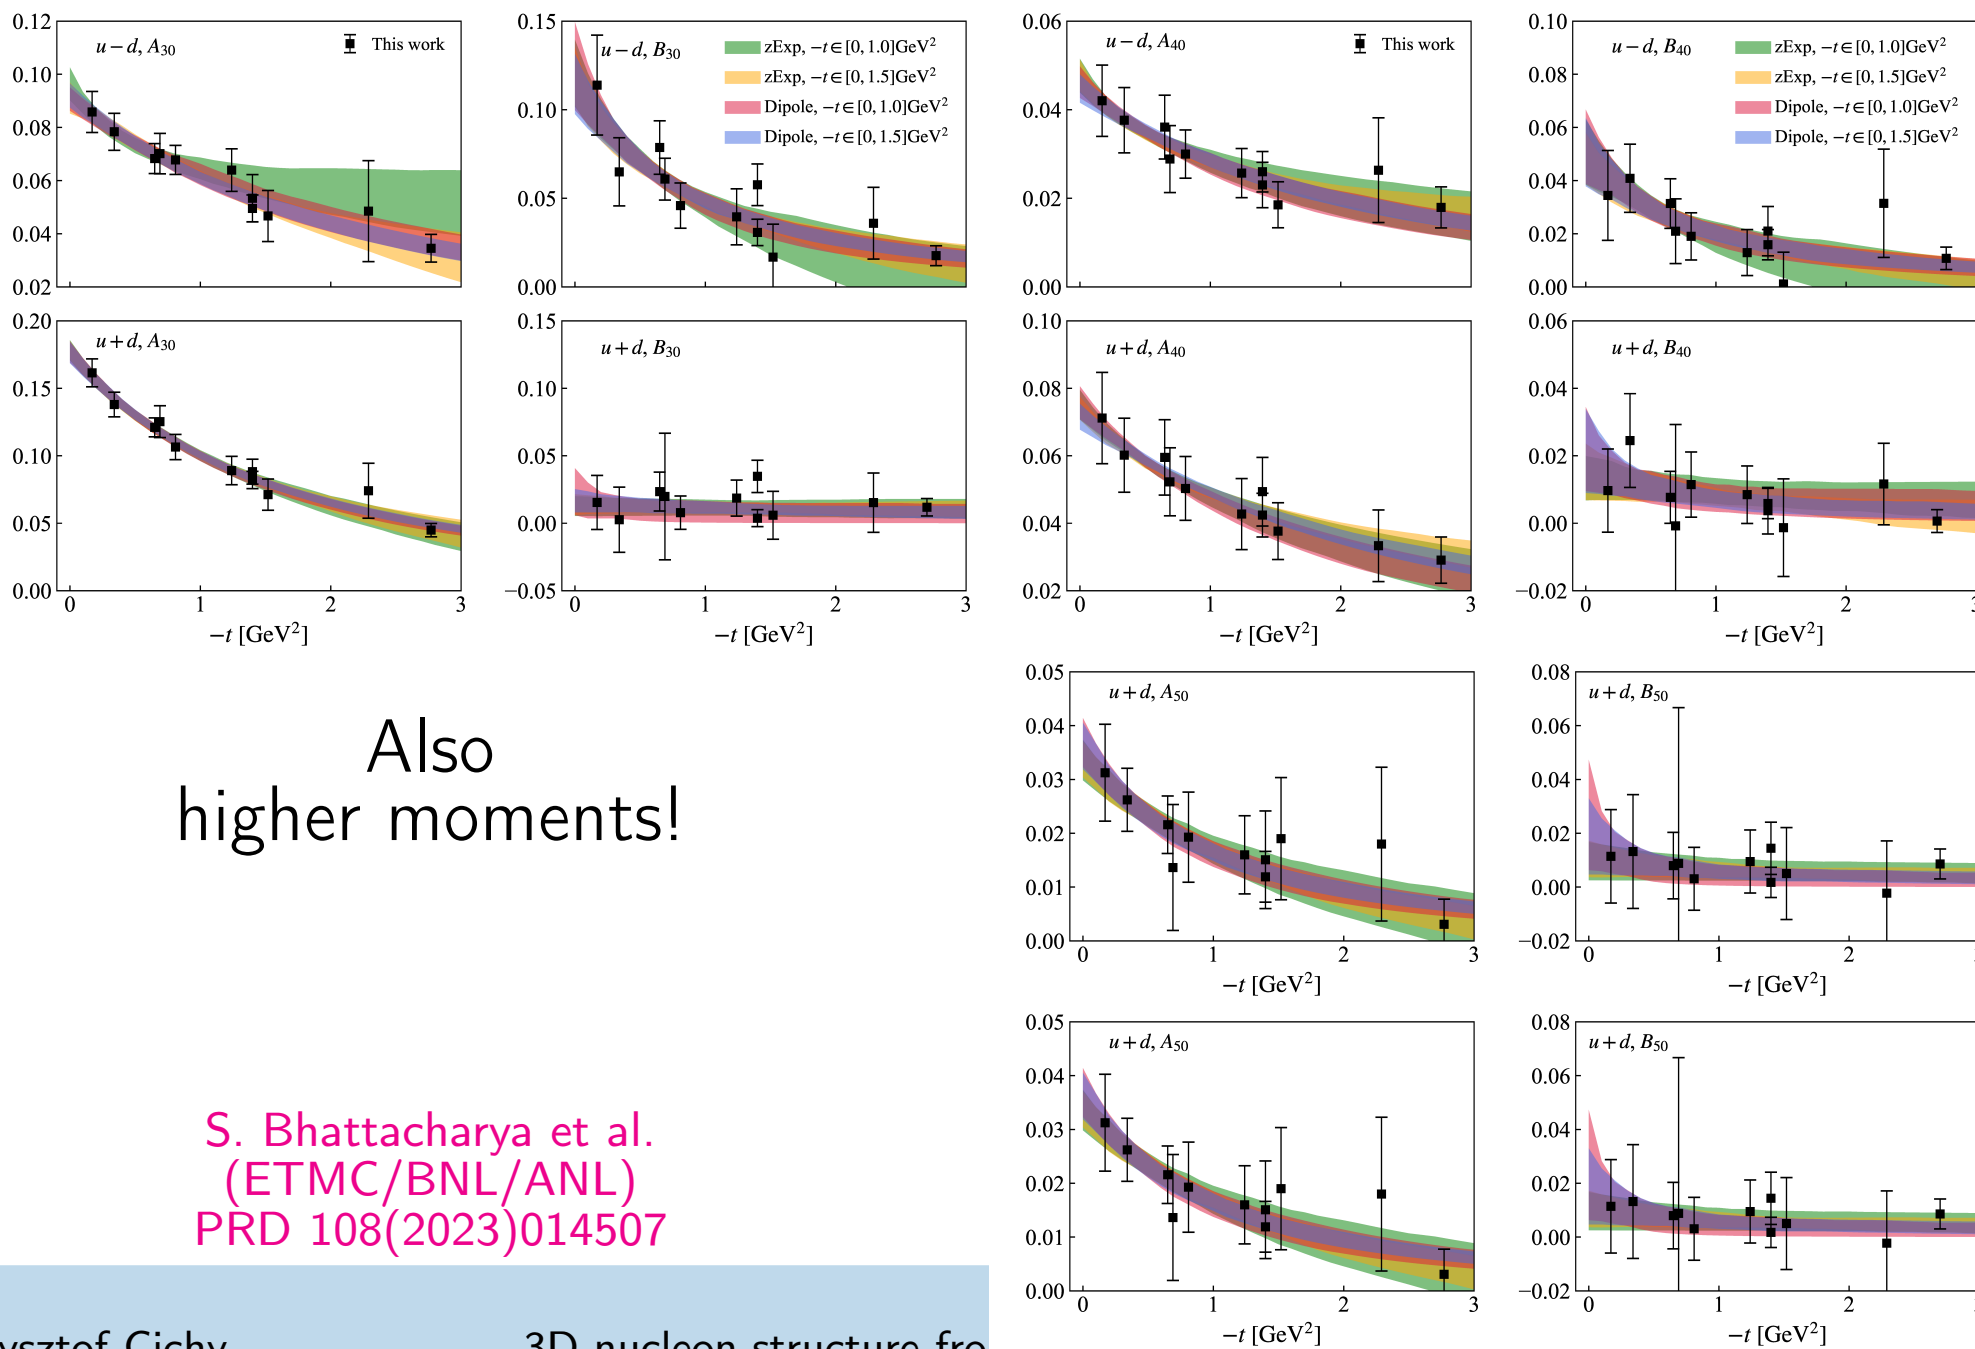 0.12
0.10
0.08
0.06
0.04
0.02
u − d, A₃₀
This work
0.15
0.10
0.05
0.00
u − d, B₃₀
zExp, −t ∈ [0, 1.0]GeV²
zExp, −t ∈ [0, 1.5]GeV²
Dipole, −t ∈ [0, 1.0]GeV²
Dipole, −t ∈ [0, 1.5]GeV²
0.06
0.04
0.02
0.00
u − d, A₄₀
This work
0.10
0.08
0.06
0.04
0.02
0.00
u − d, B₄₀
zExp, −t ∈ [0, 1.0]GeV²
zExp, −t ∈ [0, 1.5]GeV²
Dipole, −t ∈ [0, 1.0]GeV²
Dipole, −t ∈ [0, 1.5]GeV²
0.20
0.15
0.10
0.05
0.00
u + d, A₃₀
0 1 2 3
−t [GeV²]
0.15
0.10
0.05
0.00
−0.05
u + d, B₃₀
0 1 2 3
−t [GeV²]
0.10
0.08
0.06
0.04
0.02
u + d, A₄₀
0 1 2 3
−t [GeV²]
0.06
0.04
0.02
0.00
−0.02
u + d, B₄₀
0 1 2
−t [GeV²]
Also
higher moments!
0.05
0.04
0.03
0.02
0.01
0.00
u + d, A₅₀
0 1 2 3
−t [GeV²]
0.08
0.06
0.04
0.02
0.00
−0.02
u + d, B₅₀
0 1 2
−t [GeV²]
S. Bhattacharya et al.
(ETMC/BNL/ANL)
PRD 108(2023)014507
0.05
0.04
0.03
0.02
0.01
0.00
u + d, A₅₀
0 1 2 3
−t [GeV²]
0.08
0.06
0.04
0.02
0.00
−0.02
u + d, B₅₀
0 1 2
−t [GeV²]
ysztof Cichy
3D nucleon structure fro